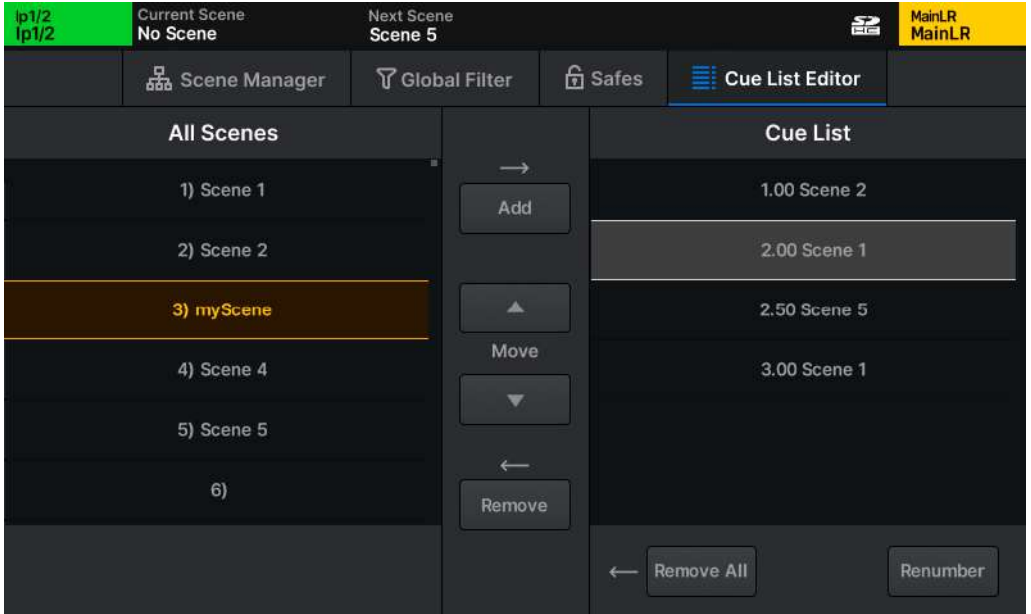 Ip1/2
Ip1/2
Current Scene
No Scene
Next Scene
Scene 5
MainLR
MainLR
Scene Manager
Global Filter
Safes
Cue List Editor
All Scenes
1) Scene 1
2) Scene 2
3) myScene
4) Scene 4
5) Scene 5
6)
Add
Move
Remove
Cue List
1.00 Scene 2
2.00 Scene 1
2.50 Scene 5
3.00 Scene 1
Remove All
Renumber